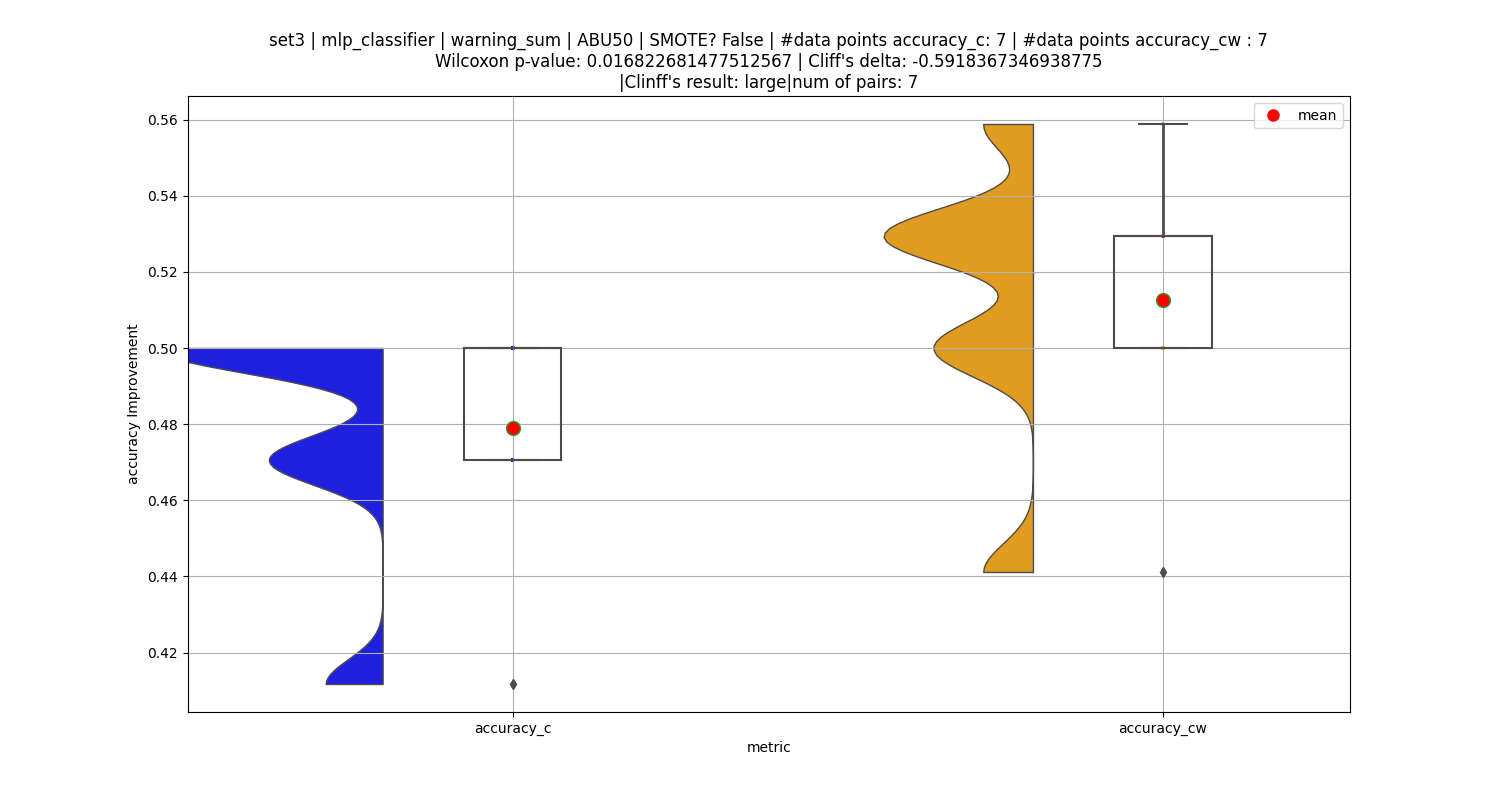 set3 | mlp_classifier | warning_sum | ABU50 | SMOTE? False | #data points accuracy_c: 7 | #data points accuracy_cw : 7
Wilcoxon p-value: 0.016822681477512567 | Cliff's delta: -0.5918367346938775
|Clinff's result: large|num of pairs: 7
mean
0.56
0.54
0.52
0.50
0.48
0.46
0.44
0.42
accuracy Improvement
accuracy_c
accuracy_cw
metric